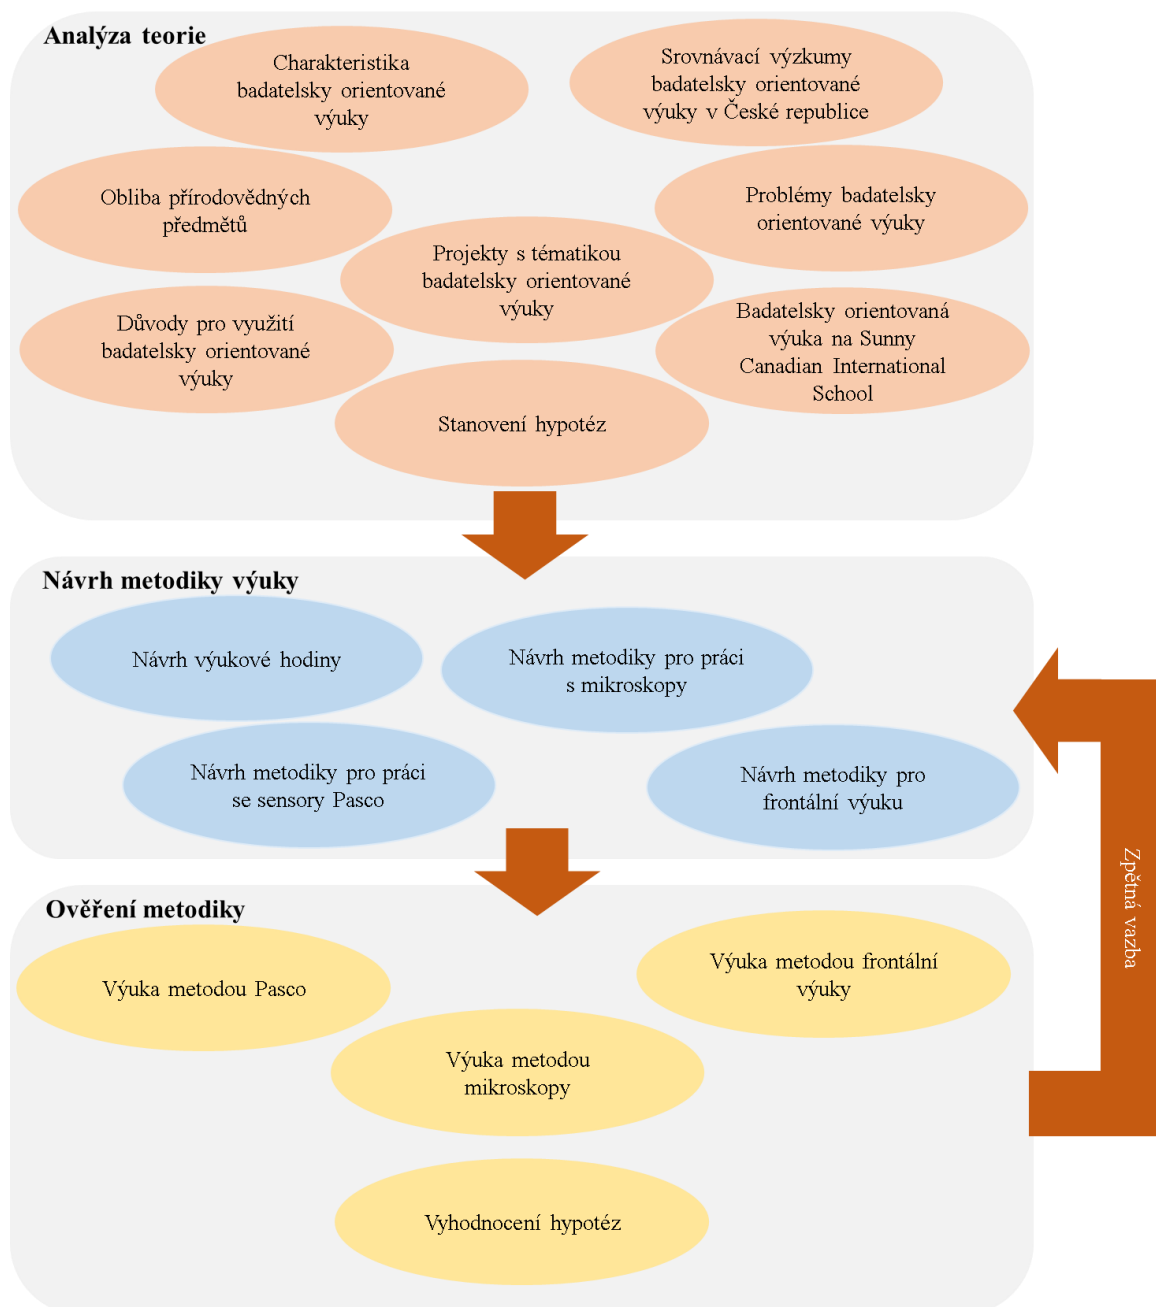 Analýza teorie
Charakteristika
badatelsky orientované
výuky
Srovnávací výzkumy
badatelsky orientované
výuky v České republice
Obliba přírodovědných
předmětů
Problémy badatelsky
orientované výuky
Projekty s tématikou
badatelsky orientované
výuky
Důvody pro využití
badatelsky orientované
výuky
Badatelsky orientovaná
výuka na Sunny
Canadian International
School
Stanovení hypotéz
Návrh metodiky výuky
Návrh výukové hodiny
Návrh metodiky pro práci
s mikroskopy
Návrh metodiky pro práci
se sensory Pasco
Návrh metodiky pro
frontální výuku
Zpětná vazba
Ověření metodiky
Výuka metodou Pasco
Výuka metodou frontální
výuky
Výuka metodou
mikroskopy
Vyhodnocení hypotéz